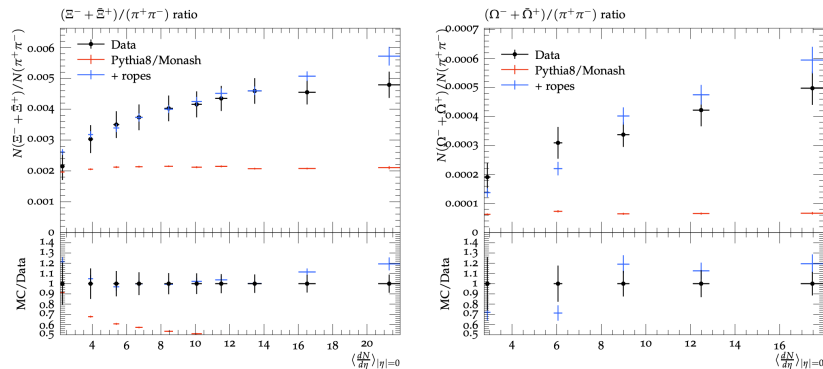 (Ξ⁻ + Ξ̄⁺)/(π⁺π⁻) ratio
N(Ξ⁻ + Ξ̄⁺)/N(π⁺π⁻)
0.006
0.005
0.004
0.003
0.002
0.001
0
Data
Pythia8/Monash
+ ropes
MC/Data
1.4
1.3
1.2
1.1
1
0.9
0.8
0.7
0.6
0.5
4 6 8 10 12 14 16 18 20
⟨dN/dη⟩|η|=0
(Ω⁻ + Ω̄⁺)/(π⁺π⁻) ratio
N(Ω⁻ + Ω̄⁺)/N(π⁺π⁻)
0.0007
0.0006
0.0005
0.0004
0.0003
0.0002
0.0001
0
Data
Pythia8/Monash
+ ropes
MC/Data
1.4
1.3
1.2
1.1
1
0.9
0.8
0.7
0.6
0.5
4 6 8 10 12 14 16
⟨dN/dη⟩|η|=0